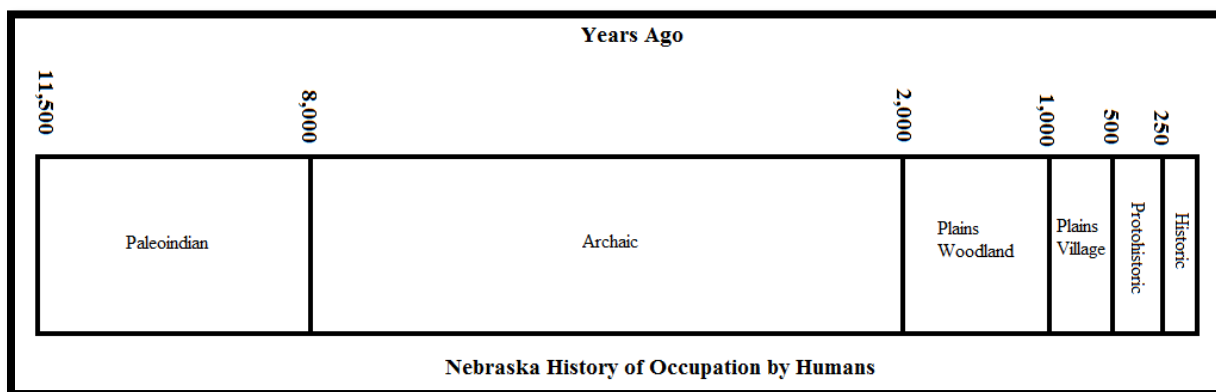 Years Ago
11,500
8,000
2,000
1,000
500
250
Paleoindian
Archaic
Plains
Woodland
Plains
Village
Protohistoric
Historic
Nebraska History of Occupation by Humans